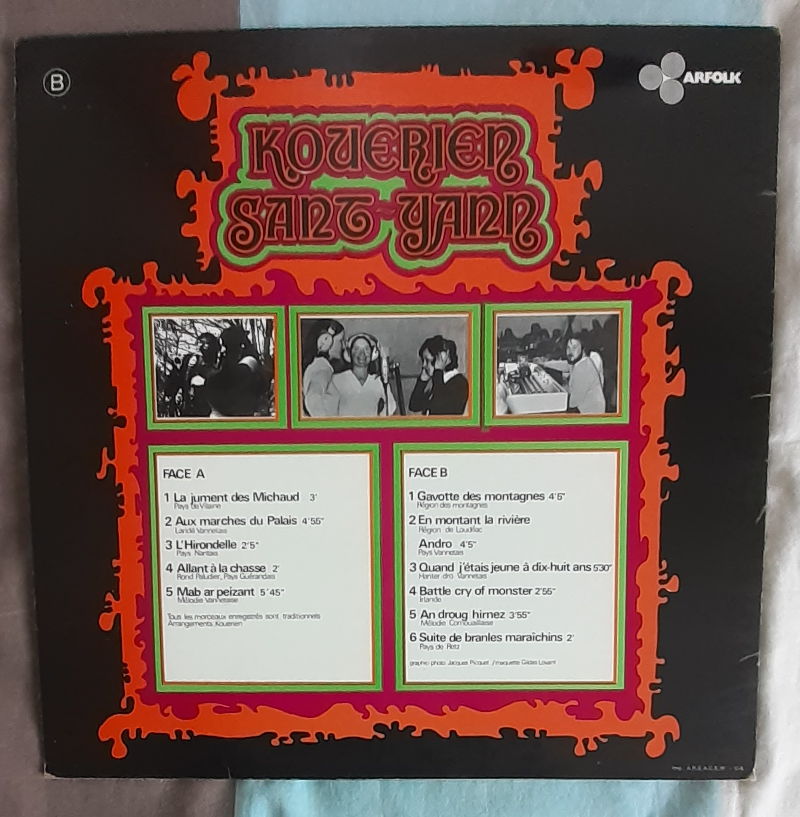 B
ARFOLK
KOUERIEN
SANT-YANN
FACE A
1 La jument des Michaud 3'
Pays De Vilaine
2 Aux marches du Palais 4'55"
Laridé Vannetais
3 L'Hirondelle 2'5"
Pays Nantais
4 Allant à la chasse 2'
Rond Paludier, Pays Guérandais
5 Mab ar peizant 5'45"
Mélodie Vannetaise
Tous les morceaux enregistrés sont traditionnels
Arrangements Kouerien
FACE B
1 Gavotte des montagnes 4'5"
Région des montagnes
2 En montant la rivière
Région de Loudéac
Andro 4'5"
Pays Vannetais
3 Quand j'étais jeune à dix-huit ans 5'30"
Hanter dro Vannetais
4 Battle cry of monster 2'55"
Irlande
5 An droug hirnez 3'55"
Mélodie Cornouaillaise
6 Suite de branles maraîchins 2'
Pays de Retz
graphic photo Jacques Picquet / maquette Gildas